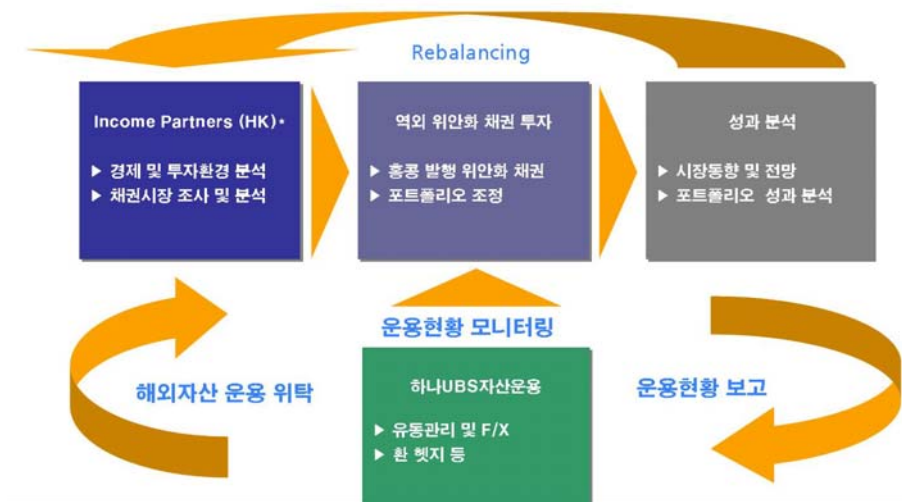 Rebalancing
Income Partners (HK)*
▶ 경제 및 투자환경 분석
▶ 채권시장 조사 및 분석
역외 위안화 채권 투자
▶ 홍콩 발행 위안화 채권
▶ 포트폴리오 조정
성과 분석
▶ 시장동향 및 전망
▶ 포트폴리오 성과 분석
해외자산 운용 위탁
운용현황 모니터링
하나UBS자산운용
▶ 유동관리 및 F/X
▶ 환 헷지 등
운용현황 보고